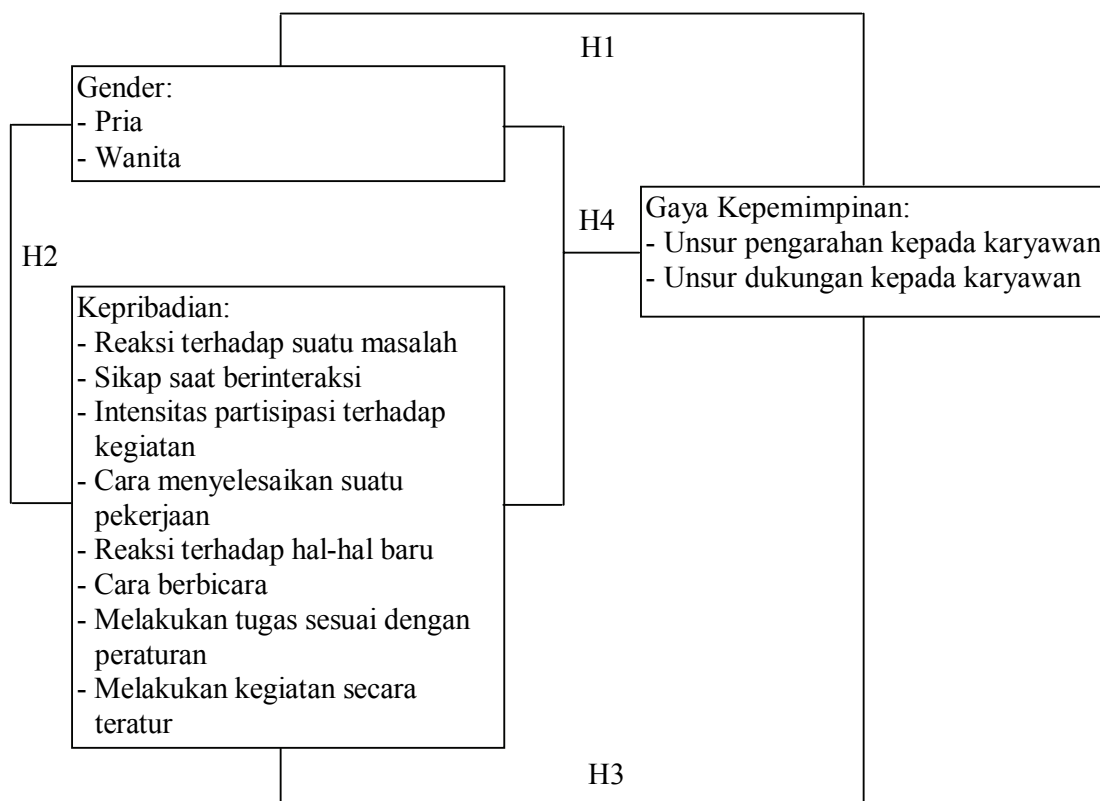 H1
Gender:
- Pria
- Wanita
H2
H4
Gaya Kepemimpinan:
- Unsur pengarahan kepada karyawan
- Unsur dukungan kepada karyawan
Kepribadian:
- Reaksi terhadap suatu masalah
- Sikap saat berinteraksi
- Intensitas partisipasi terhadap
kegiatan
- Cara menyelesaikan suatu
pekerjaan
- Reaksi terhadap hal-hal baru
- Cara berbicara
- Melakukan tugas sesuai dengan
peraturan
- Melakukan kegiatan secara
teratur
H3